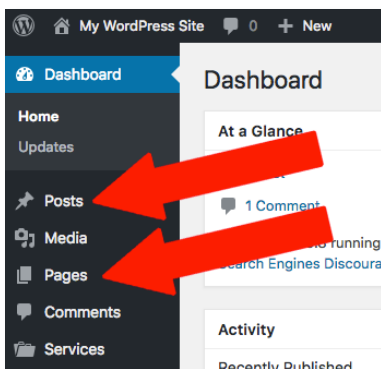 My WordPress Site 0 + New
Dashboard
Home
Updates
Posts
Media
Pages
Comments
Services
Dashboard
At a Glance
1 Comment
running
Search Engines Discoura
Activity
Recently Published